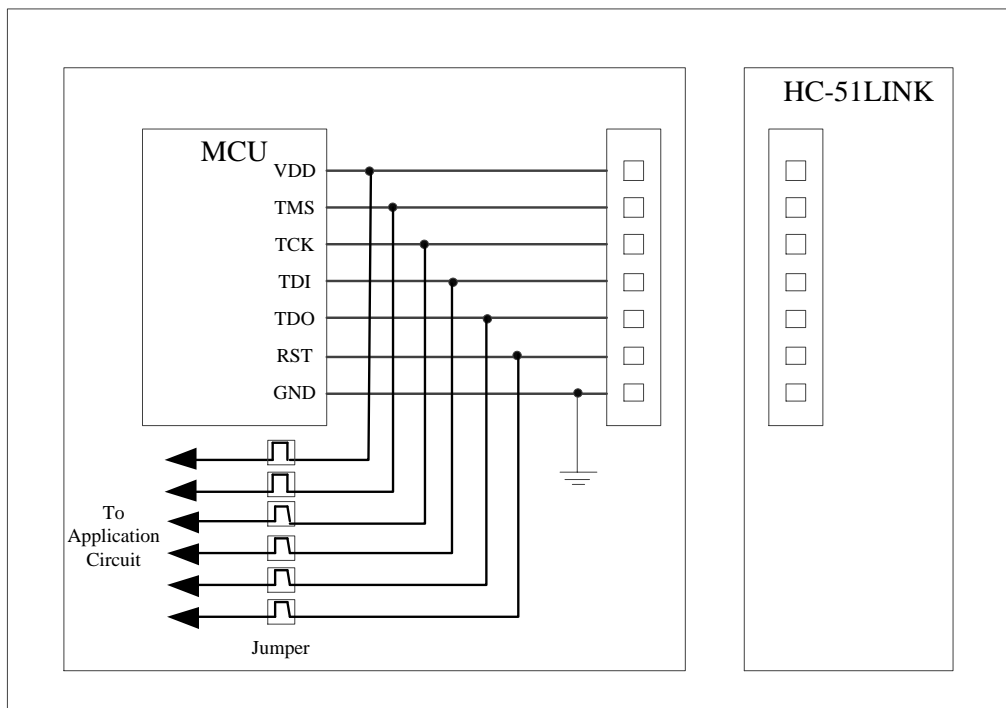 HC-51LINK
MCU
VDD
TMS
TCK
TDI
TDO
RST
GND
To
Application
Circuit
Jumper